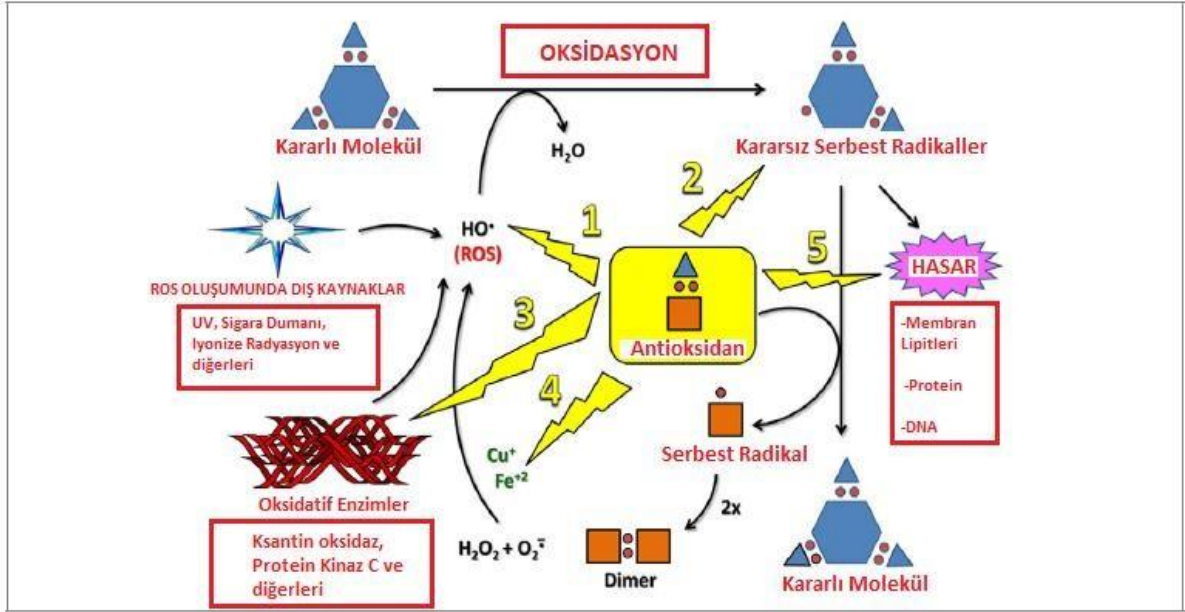 OKSİDASYON
Kararlı Molekül
Kararsız Serbest Radikaller
H₂O
2
1
HO•
(ROS)
5
HASAR
ROS OLUŞUMUNDA DIŞ KAYNAKLAR
UV, Sigara Dumanı,
Iyonize Radyasyon ve
diğerleri
3
Antioksidan
-Membran
Lipitleri
-Protein
-DNA
4
Cu⁺
Fe⁺²
Serbest Radikal
Oksidatif Enzimler
2x
Ksantin oksidaz,
Protein Kinaz C ve
diğerleri
H₂O₂ + O₂•̄
Dimer
Kararlı Molekül